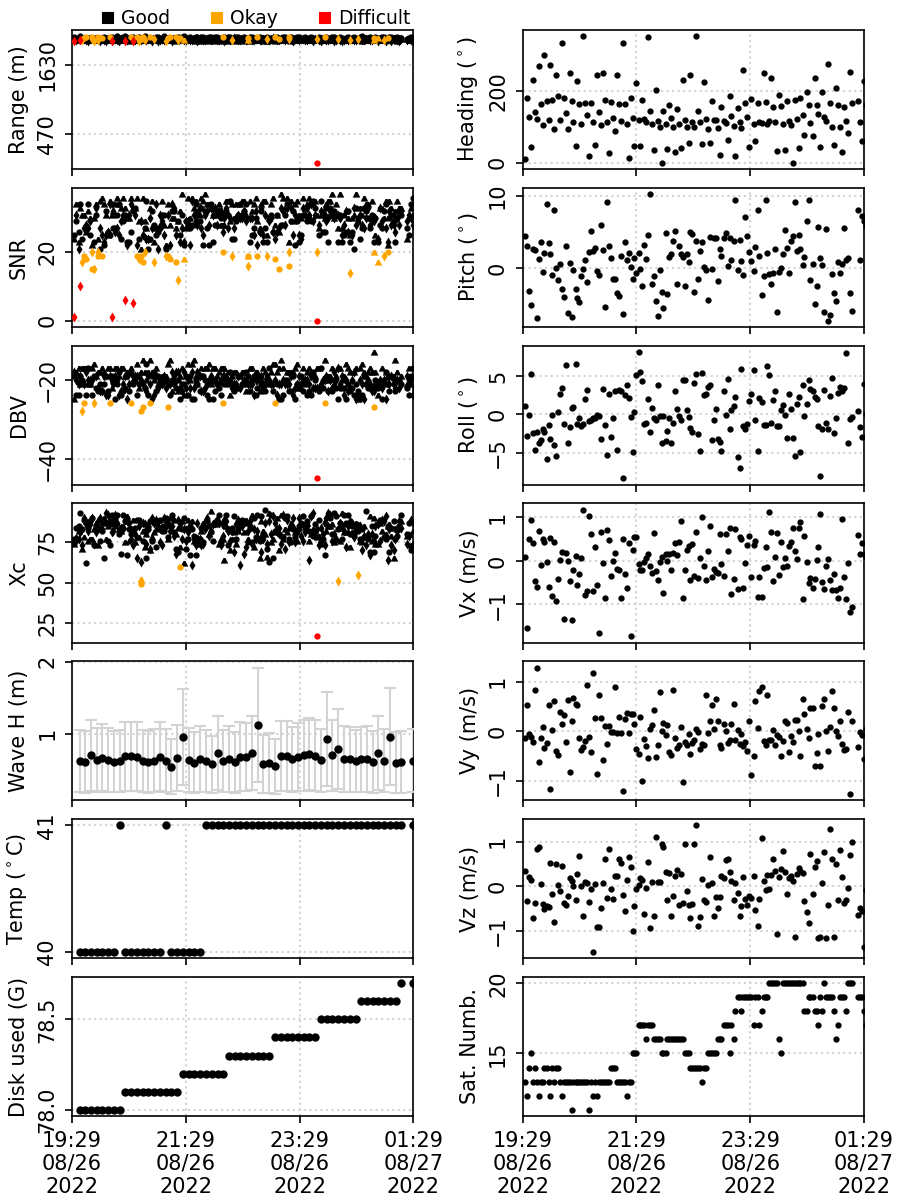 Good Okay Difficult
Range (m)
1630
470
Heading (°)
200
0
SNR
20
0
Pitch (°)
10
0
DBV
−20
−40
Roll (°)
5
0
−5
Xc
75
50
25
Vx (m/s)
1
0
−1
Wave H (m)
2
1
Vy (m/s)
1
0
−1
Temp (°C)
41
40
Vz (m/s)
1
0
−1
Disk used (G)
78.5
78.0
Sat. Numb.
20
15
19:29 21:29 23:29 01:29
08/26 08/26 08/26 08/27
2022 2022 2022 2022
19:29 21:29 23:29 01:29
08/26 08/26 08/26 08/27
2022 2022 2022 2022